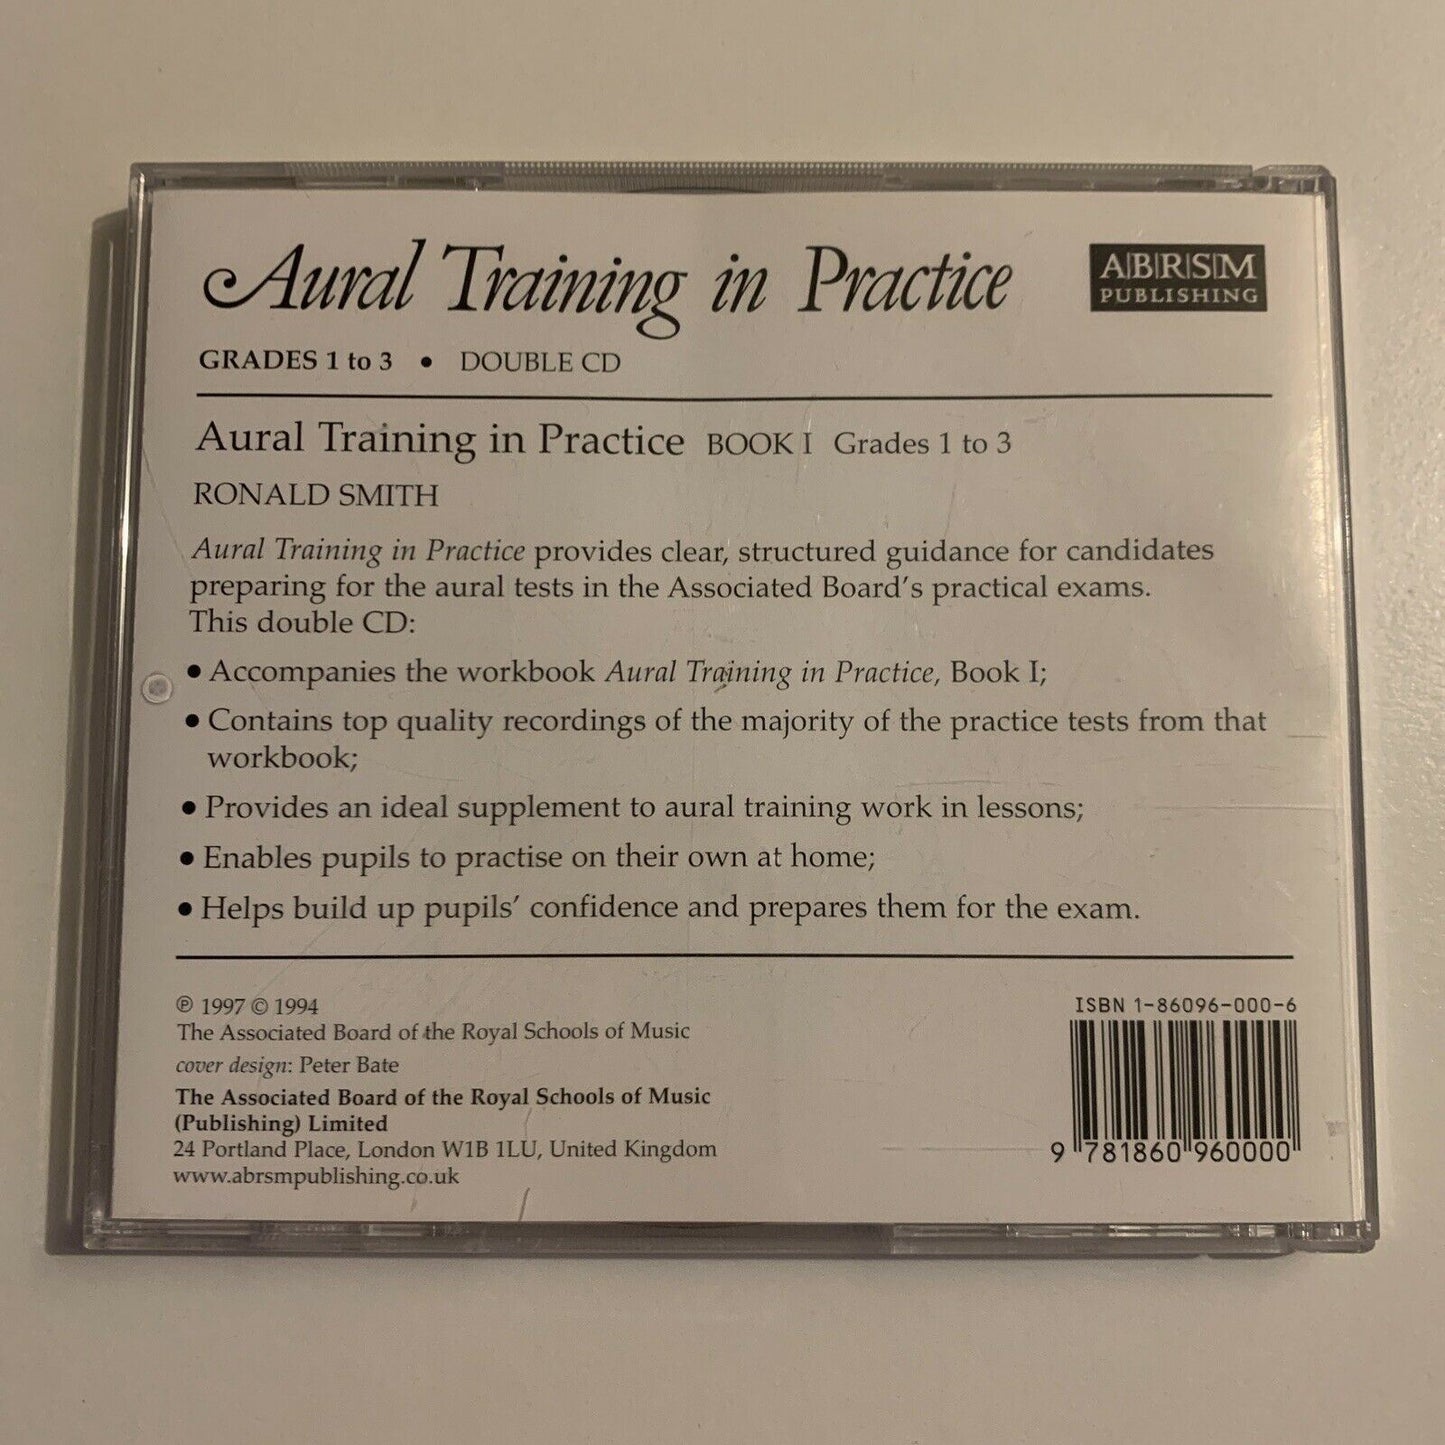 Aural Training in Practice
A|B|R|S|M
PUBLISHING
GRADES 1 to 3 • DOUBLE CD
Aural Training in Practice BOOK I Grades 1 to 3
RONALD SMITH
Aural Training in Practice provides clear, structured guidance for candidates
preparing for the aural tests in the Associated Board's practical exams.
This double CD:
• Accompanies the workbook Aural Training in Practice, Book I;
• Contains top quality recordings of the majority of the practice tests from that
workbook;
• Provides an ideal supplement to aural training work in lessons;
• Enables pupils to practise on their own at home;
• Helps build up pupils' confidence and prepares them for the exam.
℗ 1997 © 1994
The Associated Board of the Royal Schools of Music
cover design: Peter Bate
The Associated Board of the Royal Schools of Music
(Publishing) Limited
24 Portland Place, London W1B 1LU, United Kingdom
www.abrsmpublishing.co.uk
ISBN 1-86096-000-6
9 781860 960000